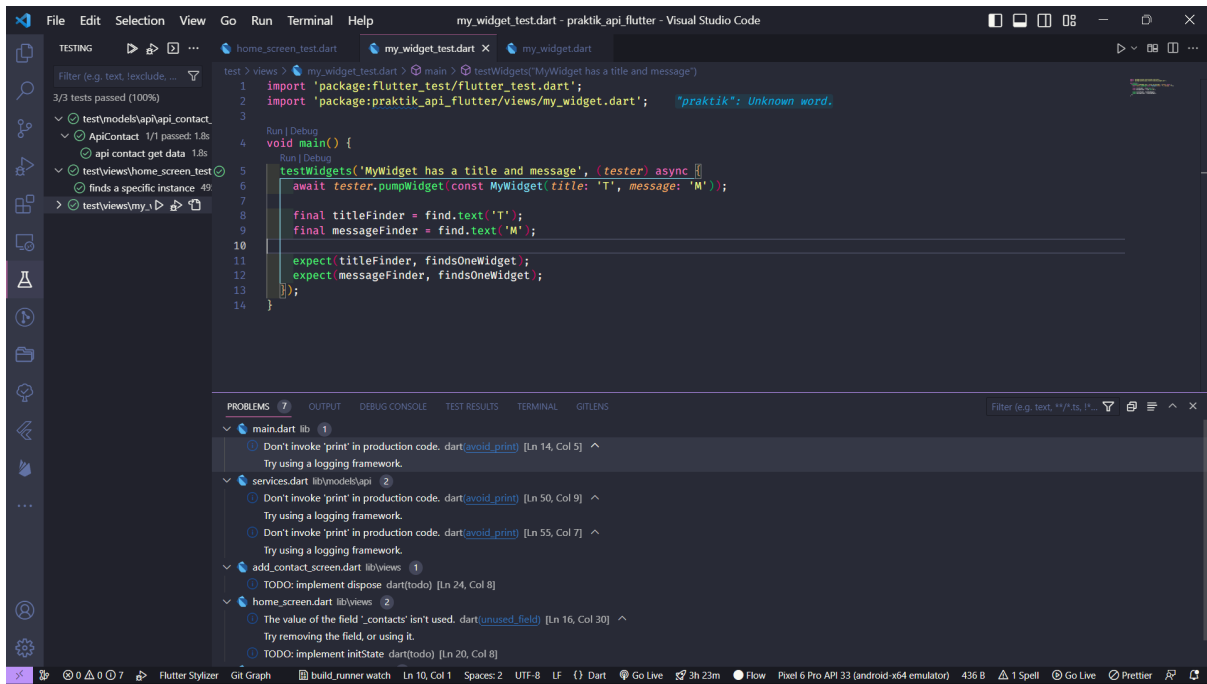 File Edit Selection View Go Run Terminal Help my_widget_test.dart - praktik_api_flutter - Visual Studio Code
TESTING
home_screen_test.dart my_widget_test.dart my_widget.dart
Filter (e.g. text, !exclude, ...
3/3 tests passed (100%)
test\models\api\api_contact_
ApiContact 1/1 passed: 1.8s
api contact get data 1.8s
test\views\home_screen_test
finds a specific instance 49
test\views\my_
test > views > my_widget_test.dart > main > testWidgets("MyWidget has a title and message")
1 import 'package:flutter_test/flutter_test.dart';
2 import 'package:praktik_api_flutter/views/my_widget.dart'; "praktik": Unknown word.
3
Run | Debug
4 void main() {
Run | Debug
5 testWidgets('MyWidget has a title and message', (tester) async {
6 await tester.pumpWidget(const MyWidget(title: 'T', message: 'M'));
7
8 final titleFinder = find.text('T');
9 final messageFinder = find.text('M');
10
11 expect(titleFinder, findsOneWidget);
12 expect(messageFinder, findsOneWidget);
13 });
14 }
PROBLEMS 7 OUTPUT DEBUG CONSOLE TEST RESULTS TERMINAL GITLENS Filter (e.g. text, **/*.ts, !*...
main.dart lib 1
Don't invoke 'print' in production code. dart(avoid_print) [Ln 14, Col 5]
Try using a logging framework.
services.dart lib\models\api 2
Don't invoke 'print' in production code. dart(avoid_print) [Ln 50, Col 9]
Try using a logging framework.
Don't invoke 'print' in production code. dart(avoid_print) [Ln 55, Col 7]
Try using a logging framework.
add_contact_screen.dart lib\views 1
TODO: implement dispose dart(todo) [Ln 24, Col 8]
home_screen.dart lib\views 2
The value of the field '_contacts' isn't used. dart(unused_field) [Ln 16, Col 30]
Try removing the field, or using it.
TODO: implement initState dart(todo) [Ln 20, Col 8]
0 0 7 Flutter Stylizer Git Graph build_runner watch Ln 10, Col 1 Spaces: 2 UTF-8 LF {} Dart Go Live 3h 23m Flow Pixel 6 Pro API 33 (android-x64 emulator) 436 B 1 Spell Go Live Prettier